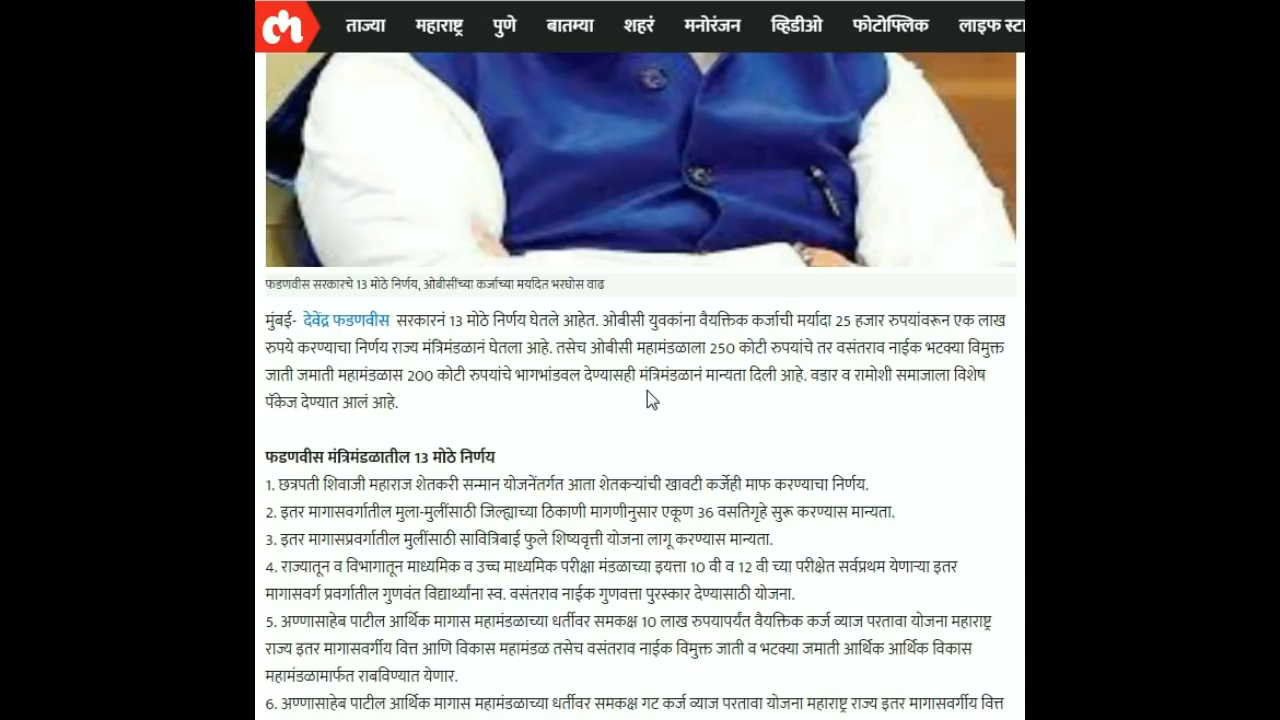 ताज्या महाराष्ट्र पुणे बातम्या शहरं मनोरंजन व्हिडीओ फोटोफ्लिक लाइफ स्टा
फडणवीस सरकारचे 13 मोठे निर्णय, ओबीसींच्या कर्जाच्या मर्यादेत भरघोस वाढ
मुंबई- देवेंद्र फडणवीस सरकारनं 13 मोठे निर्णय घेतले आहेत. ओबीसी युवकांना वैयक्तिक कर्जाची मर्यादा 25 हजार रुपयांवरून एक लाख
रुपये करण्याचा निर्णय राज्य मंत्रिमंडळानं घेतला आहे. तसेच ओबीसी महामंडळाला 250 कोटी रुपयांचे तर वसंतराव नाईक भटक्या विमुक्त
जाती जमाती महामंडळास 200 कोटी रुपयांचे भागभांडवल देण्यासही मंत्रिमंडळानं मान्यता दिली आहे. वडार व रामोशी समाजाला विशेष
पॅकेज देण्यात आलं आहे.
फडणवीस मंत्रिमंडळातील 13 मोठे निर्णय
1. छत्रपती शिवाजी महाराज शेतकरी सन्मान योजनेंतर्गत आता शेतकऱ्यांची खावटी कर्जेही माफ करण्याचा निर्णय.
2. इतर मागासवर्गातील मुला-मुलींसाठी जिल्ह्याच्या ठिकाणी मागणीनुसार एकूण 36 वसतिगृहे सुरू करण्यास मान्यता.
3. इतर मागासप्रवर्गातील मुलींसाठी सावित्रिबाई फुले शिष्यवृत्ती योजना लागू करण्यास मान्यता.
4. राज्यातून व विभागातून माध्यमिक व उच्च माध्यमिक परीक्षा मंडळाच्या इयत्ता 10 वी व 12 वी च्या परीक्षेत सर्वप्रथम येणाऱ्या इतर
मागासवर्ग प्रवर्गातील गुणवंत विद्यार्थ्यांना स्व. वसंतराव नाईक गुणवत्ता पुरस्कार देण्यासाठी योजना.
5. अण्णासाहेब पाटील आर्थिक मागास महामंडळाच्या धर्तीवर समकक्ष 10 लाख रुपयापर्यंत वैयक्तिक कर्ज व्याज परतावा योजना महाराष्ट्र
राज्य इतर मागासवर्गीय वित्त आणि विकास महामंडळ तसेच वसंतराव नाईक विमुक्त जाती व भटक्या जमाती आर्थिक आर्थिक विकास
महामंडळामार्फत राबविण्यात येणार.
6. अण्णासाहेब पाटील आर्थिक मागास महामंडळाच्या धर्तीवर समकक्ष गट कर्ज व्याज परतावा योजना महाराष्ट्र राज्य इतर मागासवर्गीय वित्त